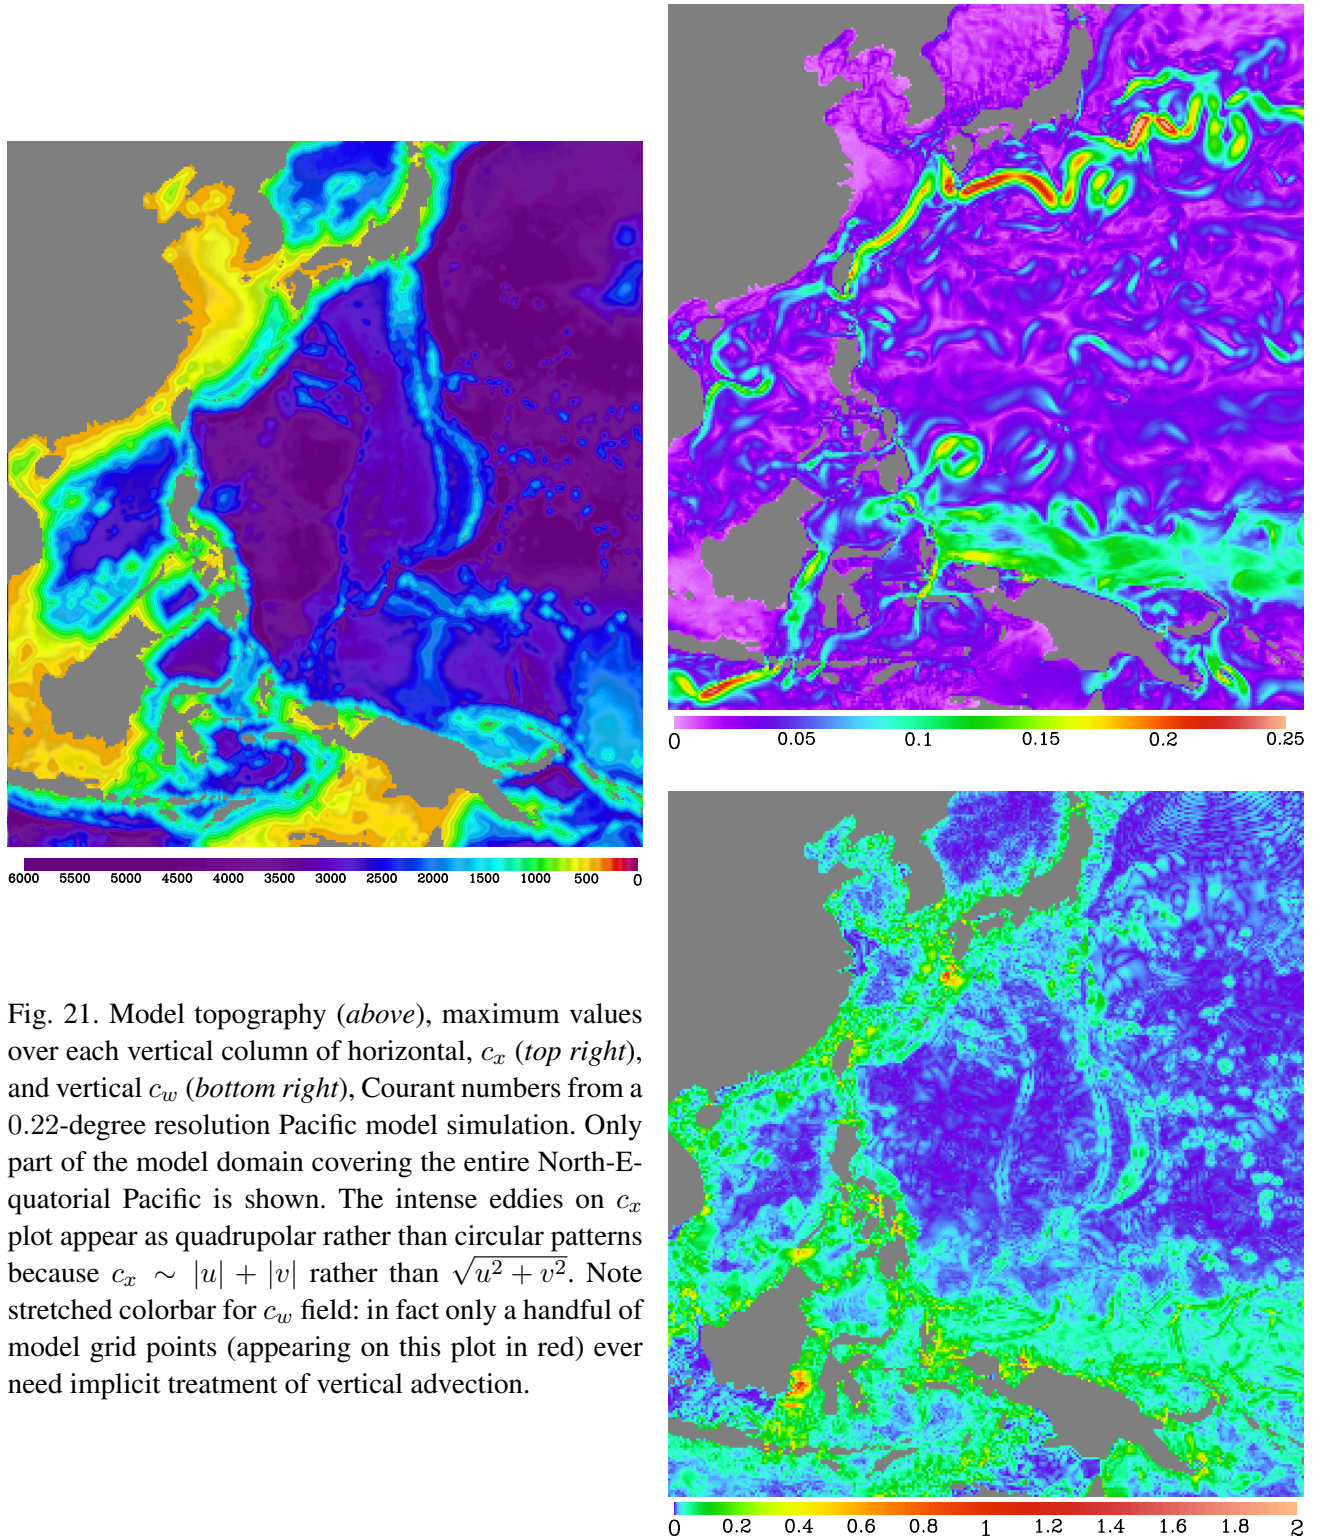 6000 5500 5000 4500 4000 3500 3000 2500 2000 1500 1000 500 0
Fig. 21. Model topography (above), maximum values
over each vertical column of horizontal, cₓ (top right),
and vertical c_w (bottom right), Courant numbers from a
0.22-degree resolution Pacific model simulation. Only
part of the model domain covering the entire North-E-
quatorial Pacific is shown. The intense eddies on cₓ
plot appear as quadrupolar rather than circular patterns
because cₓ ∼ |u| + |v| rather than √(u² + v²). Note
stretched colorbar for c_w field: in fact only a handful of
model grid points (appearing on this plot in red) ever
need implicit treatment of vertical advection.
0 0.05 0.1 0.15 0.2 0.25
0 0.2 0.4 0.6 0.8 1 1.2 1.4 1.6 1.8 2